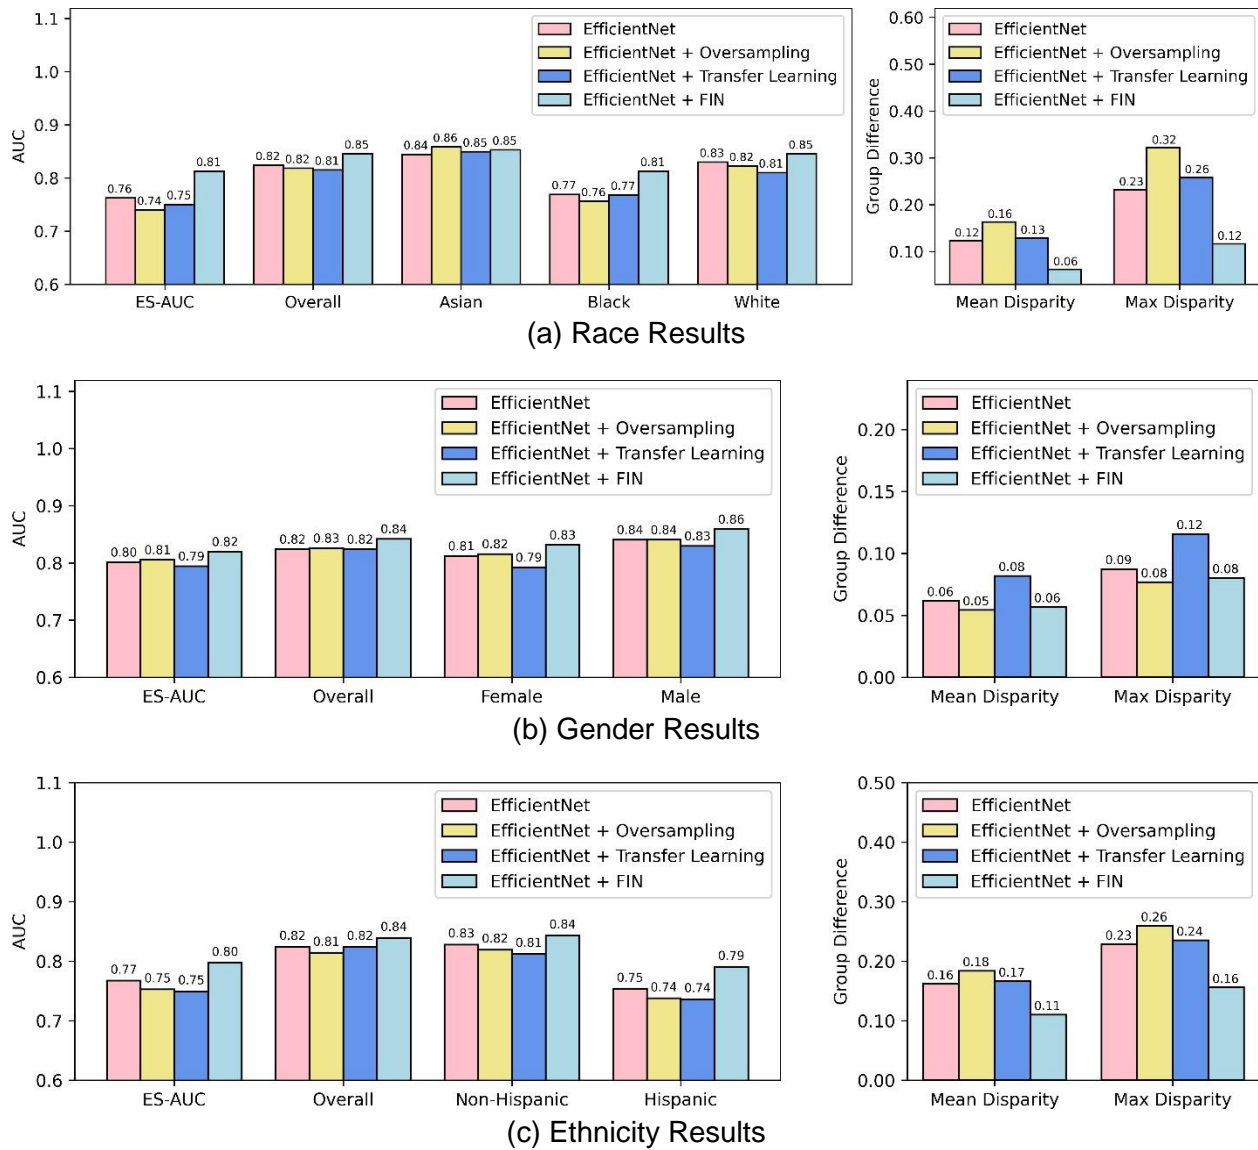 1.1
1.0
0.9
0.8
0.7
0.6
AUC
EfficientNet
EfficientNet + Oversampling
EfficientNet + Transfer Learning
EfficientNet + FIN
0.76 0.74 0.75 0.81
0.82 0.82 0.81 0.85
0.84 0.86 0.85 0.85
0.77 0.76 0.77 0.81
0.83 0.82 0.81 0.85
ES-AUC Overall Asian Black White
0.60
0.50
0.40
0.30
0.20
0.10
Group Difference
EfficientNet
EfficientNet + Oversampling
EfficientNet + Transfer Learning
EfficientNet + FIN
0.12 0.16 0.13 0.06
0.23 0.32 0.26 0.12
Mean Disparity Max Disparity
(a) Race Results
1.1
1.0
0.9
0.8
0.7
0.6
AUC
EfficientNet
EfficientNet + Oversampling
EfficientNet + Transfer Learning
EfficientNet + FIN
0.80 0.81 0.79 0.82
0.82 0.83 0.82 0.84
0.81 0.82 0.79 0.83
0.84 0.84 0.83 0.86
ES-AUC Overall Female Male
0.20
0.15
0.10
0.05
0.00
Group Difference
EfficientNet
EfficientNet + Oversampling
EfficientNet + Transfer Learning
EfficientNet + FIN
0.06 0.05 0.08 0.06
0.09 0.08 0.12 0.08
Mean Disparity Max Disparity
(b) Gender Results
1.1
1.0
0.9
0.8
0.7
0.6
AUC
EfficientNet
EfficientNet + Oversampling
EfficientNet + Transfer Learning
EfficientNet + FIN
0.77 0.75 0.75 0.80
0.82 0.81 0.82 0.84
0.83 0.82 0.81 0.84
0.75 0.74 0.74 0.79
ES-AUC Overall Non-Hispanic Hispanic
0.50
0.40
0.30
0.20
0.10
0.00
Group Difference
EfficientNet
EfficientNet + Oversampling
EfficientNet + Transfer Learning
EfficientNet + FIN
0.16 0.18 0.17 0.11
0.23 0.26 0.24 0.16
Mean Disparity Max Disparity
(c) Ethnicity Results